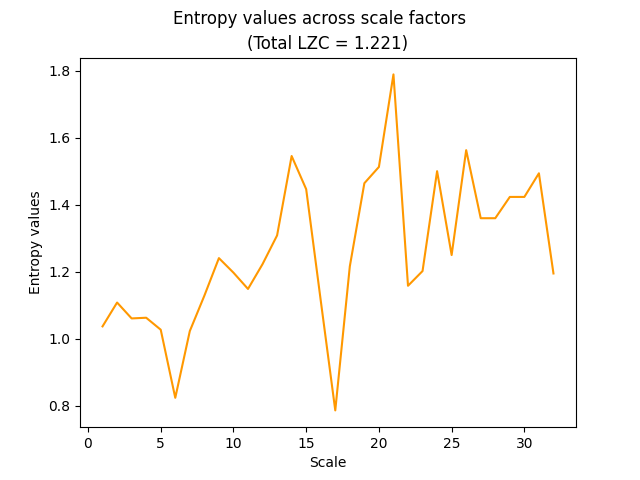 Entropy values across scale factors
(Total LZC = 1.221)
1.8
1.6
1.4
1.2
1.0
0.8
Entropy values
0 5 10 15 20 25 30
Scale